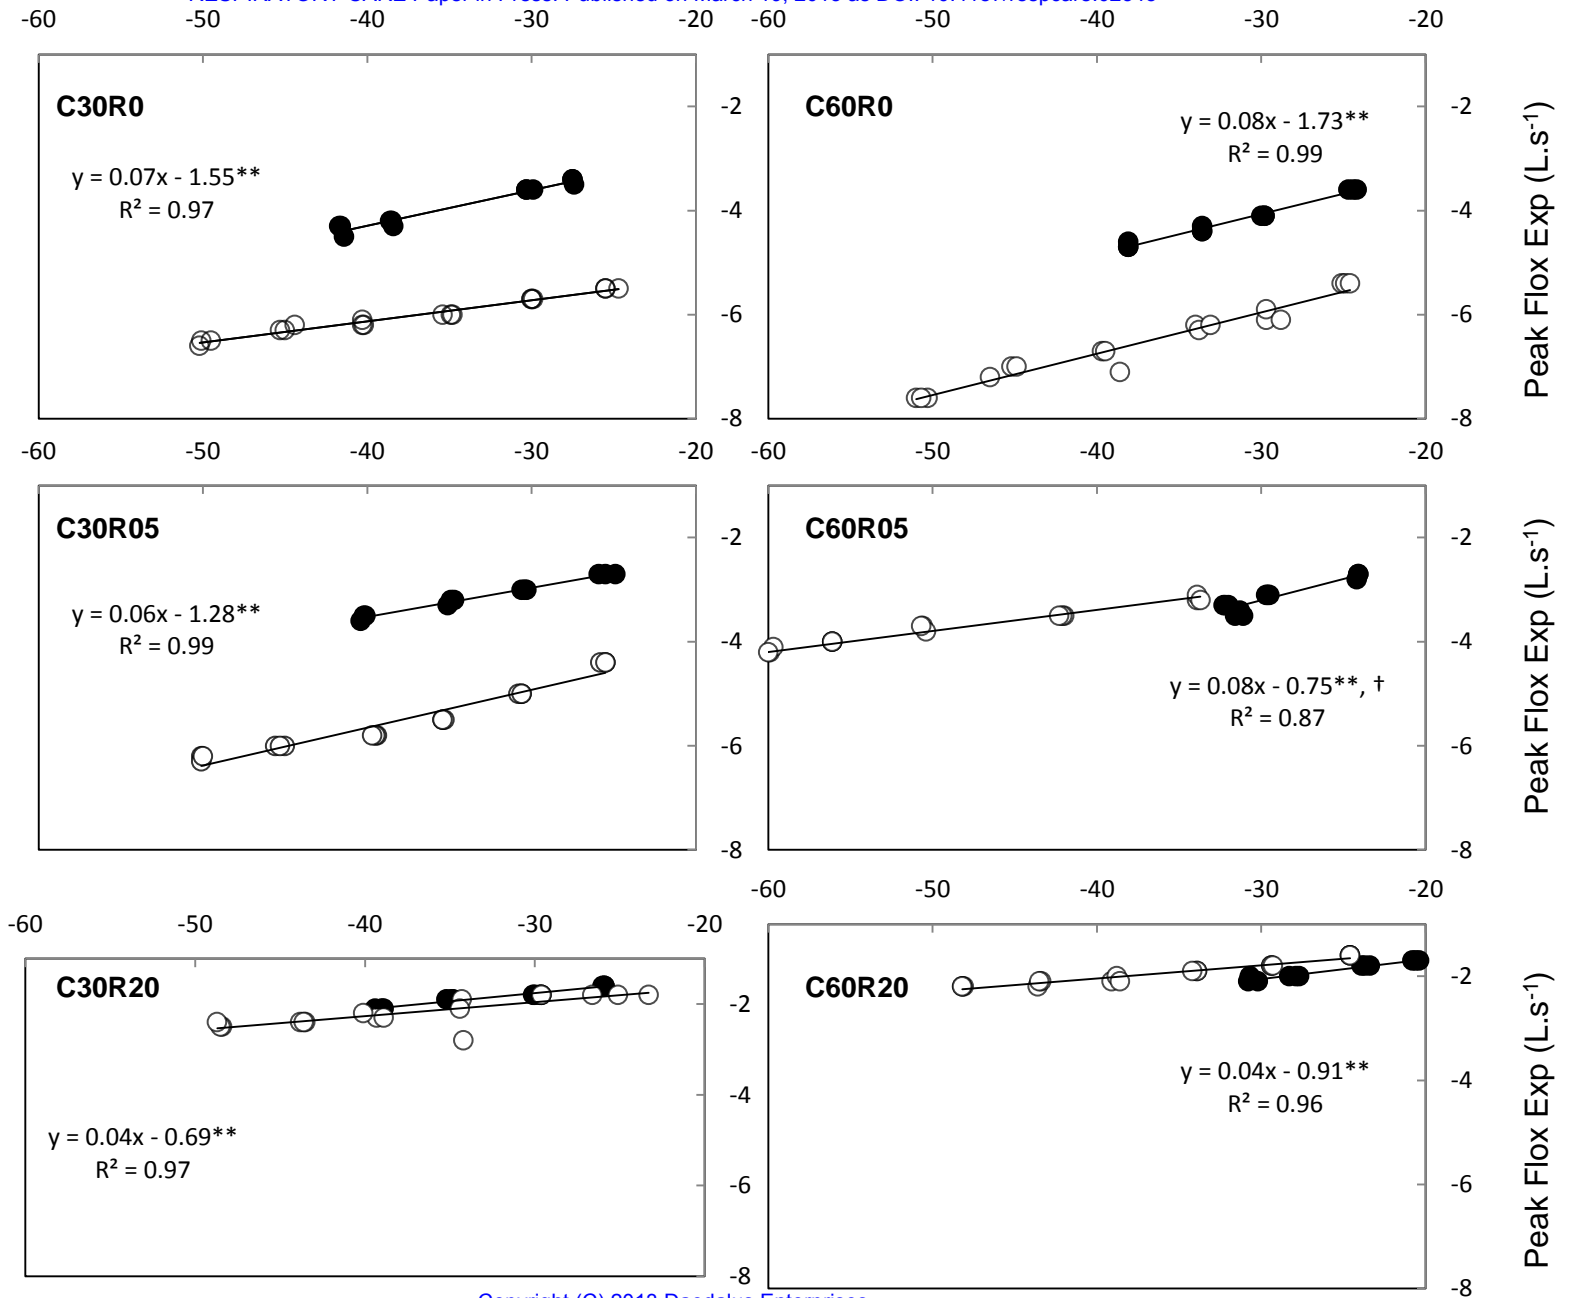 -60 -50 -40 -30 -20 -60 -50 -40 -30 -20
C30R0
y = 0.07x - 1.55**
R² = 0.97
-2
-4
-6
-8
C60R0
y = 0.08x - 1.73**
R² = 0.99
-2
-4
-6
-8
Peak Flox Exp (L.s-1)
-60 -50 -40 -30 -20 -60 -50 -40 -30 -20
C30R05
y = 0.06x - 1.28**
R² = 0.99
-2
-4
-6
-8
C60R05
y = 0.08x - 0.75**, †
R² = 0.87
-2
-4
-6
-8
Peak Flox Exp (L.s-1)
-60 -50 -40 -30 -20
C30R20
y = 0.04x - 0.69**
R² = 0.97
-2
-4
-6
-8
-60 -50 -40 -30 -20
C60R20
y = 0.04x - 0.91**
R² = 0.96
-2
-4
-6
-8
Peak Flox Exp (L.s-1)